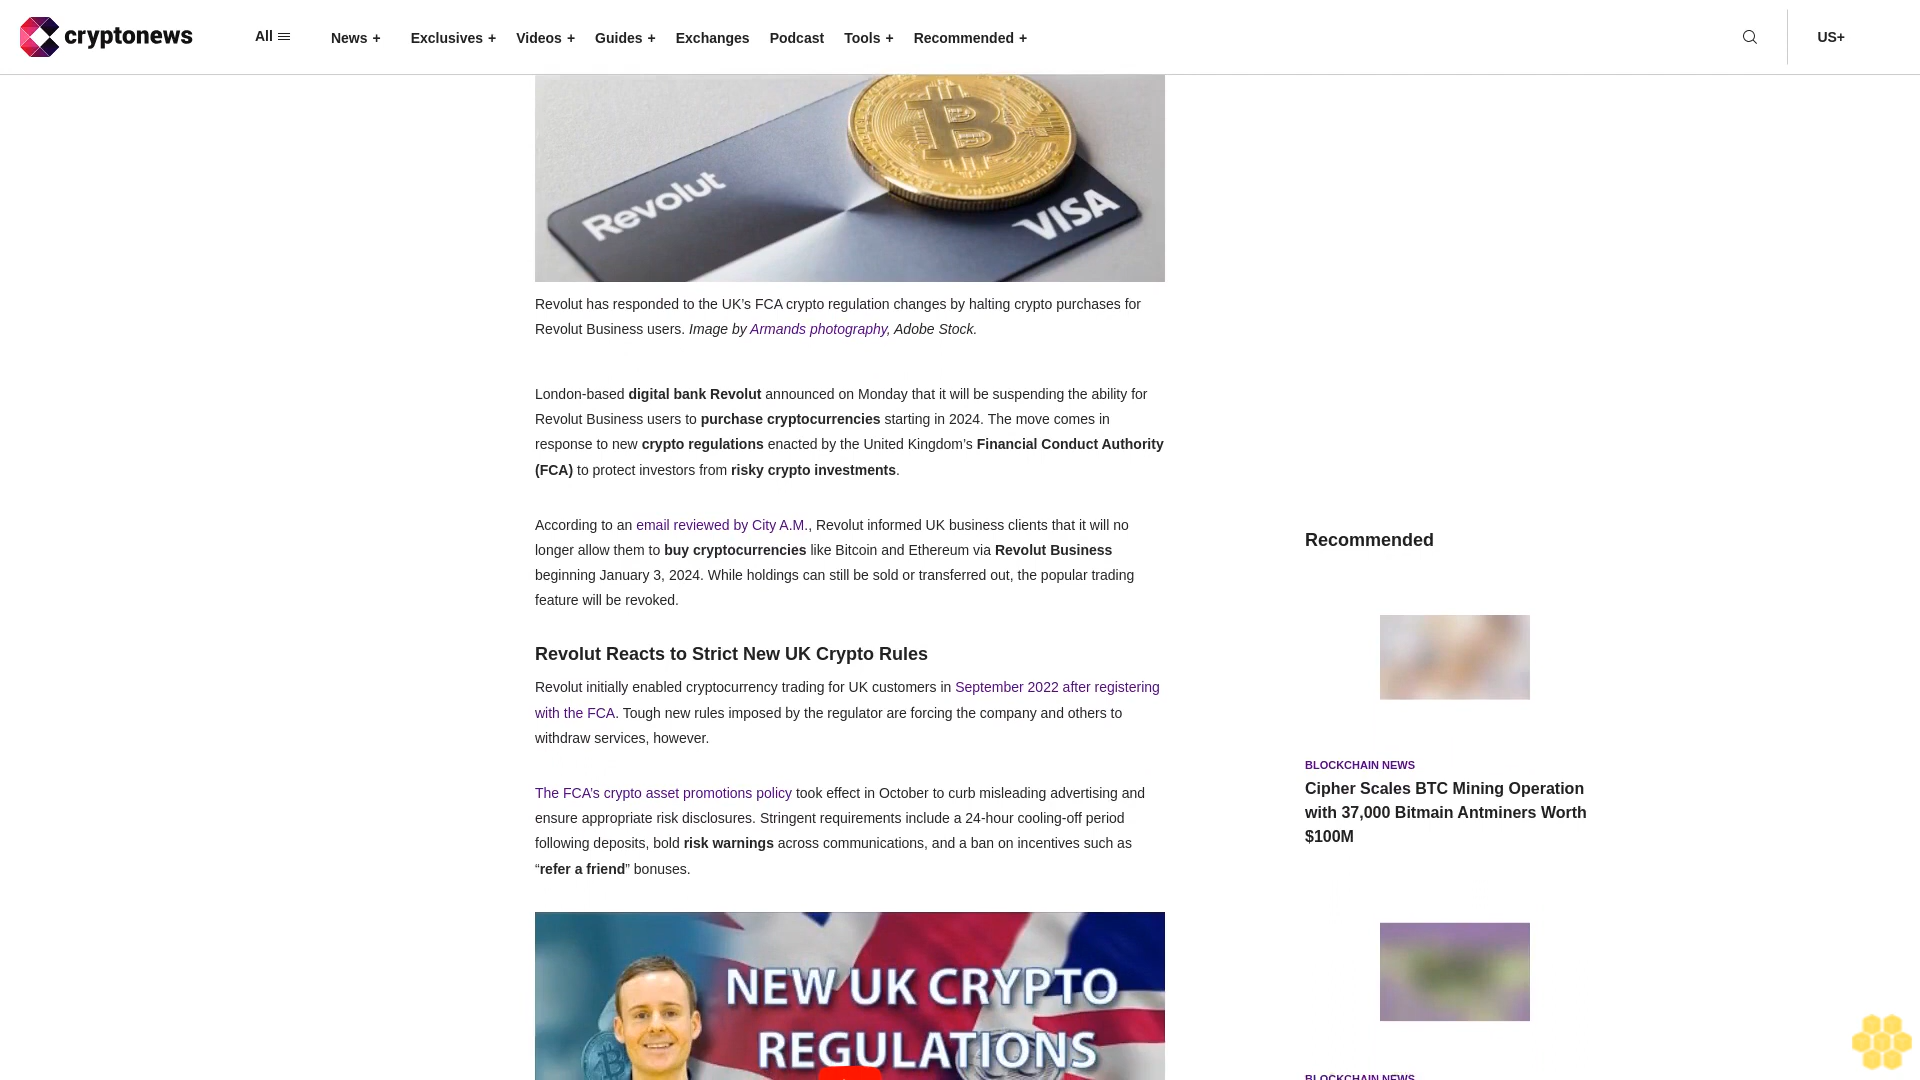 cryptonews
All
News +
Exclusives +
Videos +
Guides +
Exchanges
Podcast
Tools +
Recommended +
US+
Revolut
VISA
Revolut has responded to the UK’s FCA crypto regulation changes by halting crypto purchases for
Revolut Business users. Image by Armands photography, Adobe Stock.
London-based digital bank Revolut announced on Monday that it will be suspending the ability for
Revolut Business users to purchase cryptocurrencies starting in 2024. The move comes in
response to new crypto regulations enacted by the United Kingdom’s Financial Conduct Authority
(FCA) to protect investors from risky crypto investments.
According to an email reviewed by City A.M., Revolut informed UK business clients that it will no
longer allow them to buy cryptocurrencies like Bitcoin and Ethereum via Revolut Business
beginning January 3, 2024. While holdings can still be sold or transferred out, the popular trading
feature will be revoked.
Revolut Reacts to Strict New UK Crypto Rules
Revolut initially enabled cryptocurrency trading for UK customers in September 2022 after registering
with the FCA. Tough new rules imposed by the regulator are forcing the company and others to
withdraw services, however.
The FCA’s crypto asset promotions policy took effect in October to curb misleading advertising and
ensure appropriate risk disclosures. Stringent requirements include a 24-hour cooling-off period
following deposits, bold risk warnings across communications, and a ban on incentives such as
“refer a friend” bonuses.
NEW UK CRYPTO
REGULATIONS
Recommended
BLOCKCHAIN NEWS
Cipher Scales BTC Mining Operation
with 37,000 Bitmain Antminers Worth
$100M
BLOCKCHAIN NEWS